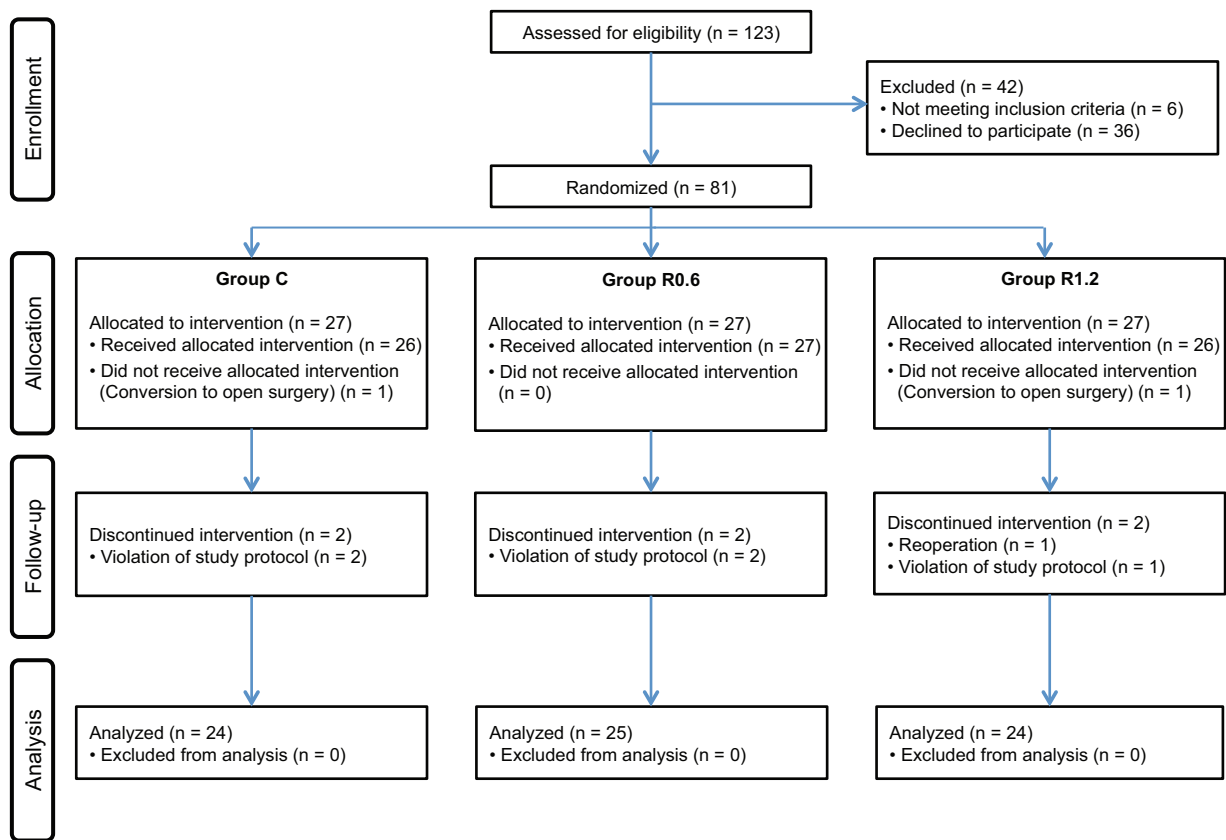 Enrollment
Assessed for eligibility (n = 123)
Excluded (n = 42)
• Not meeting inclusion criteria (n = 6)
• Declined to participate (n = 36)
Randomized (n = 81)
Allocation
Group C
Allocated to intervention (n = 27)
• Received allocated intervention (n = 26)
• Did not receive allocated intervention
(Conversion to open surgery) (n = 1)
Group R0.6
Allocated to intervention (n = 27)
• Received allocated intervention (n = 27)
• Did not receive allocated intervention
(n = 0)
Group R1.2
Allocated to intervention (n = 27)
• Received allocated intervention (n = 26)
• Did not receive allocated intervention
(Conversion to open surgery) (n = 1)
Follow-up
Discontinued intervention (n = 2)
• Violation of study protocol (n = 2)
Discontinued intervention (n = 2)
• Violation of study protocol (n = 2)
Discontinued intervention (n = 2)
• Reoperation (n = 1)
• Violation of study protocol (n = 1)
Analysis
Analyzed (n = 24)
• Excluded from analysis (n = 0)
Analyzed (n = 25)
• Excluded from analysis (n = 0)
Analyzed (n = 24)
• Excluded from analysis (n = 0)